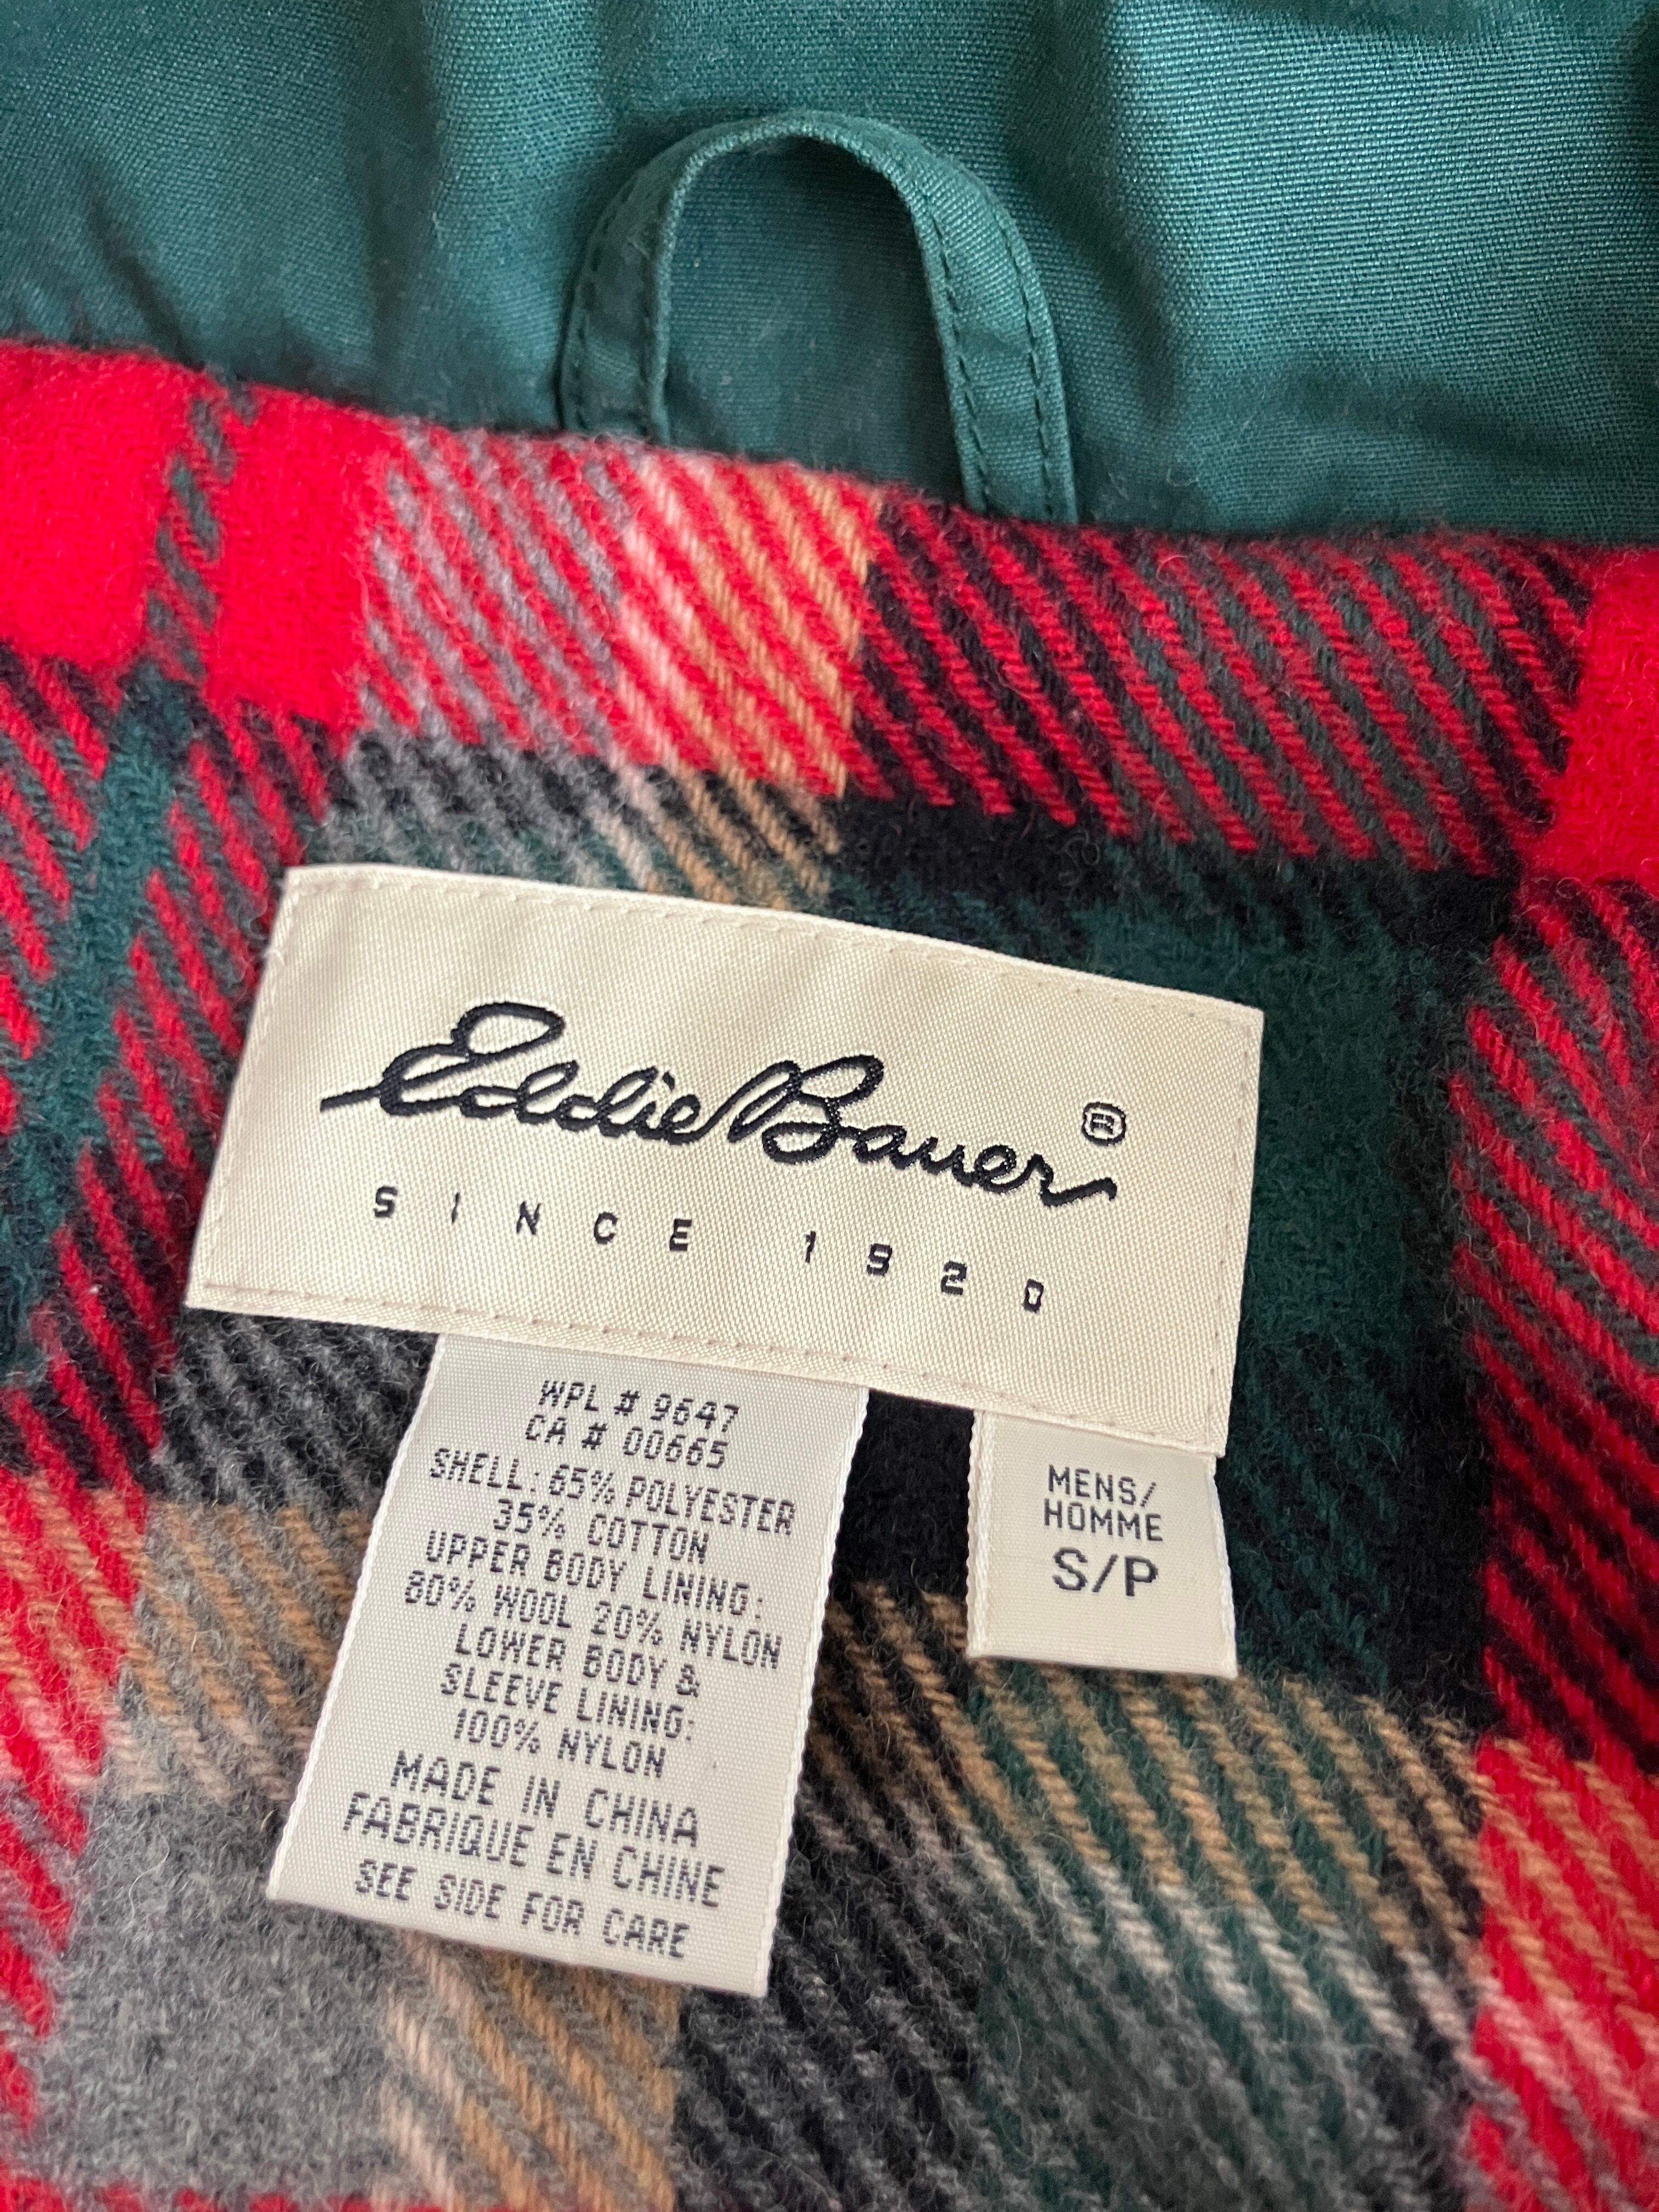 Eddie Bauer®
SINCE 1920
WPL # 9647
CA # 00665
SHELL: 65% POLYESTER
35% COTTON
UPPER BODY LINING:
80% WOOL 20% NYLON
LOWER BODY &
SLEEVE LINING:
100% NYLON
MADE IN CHINA
FABRIQUE EN CHINE
SEE SIDE FOR CARE
MENS/
HOMME
S/P